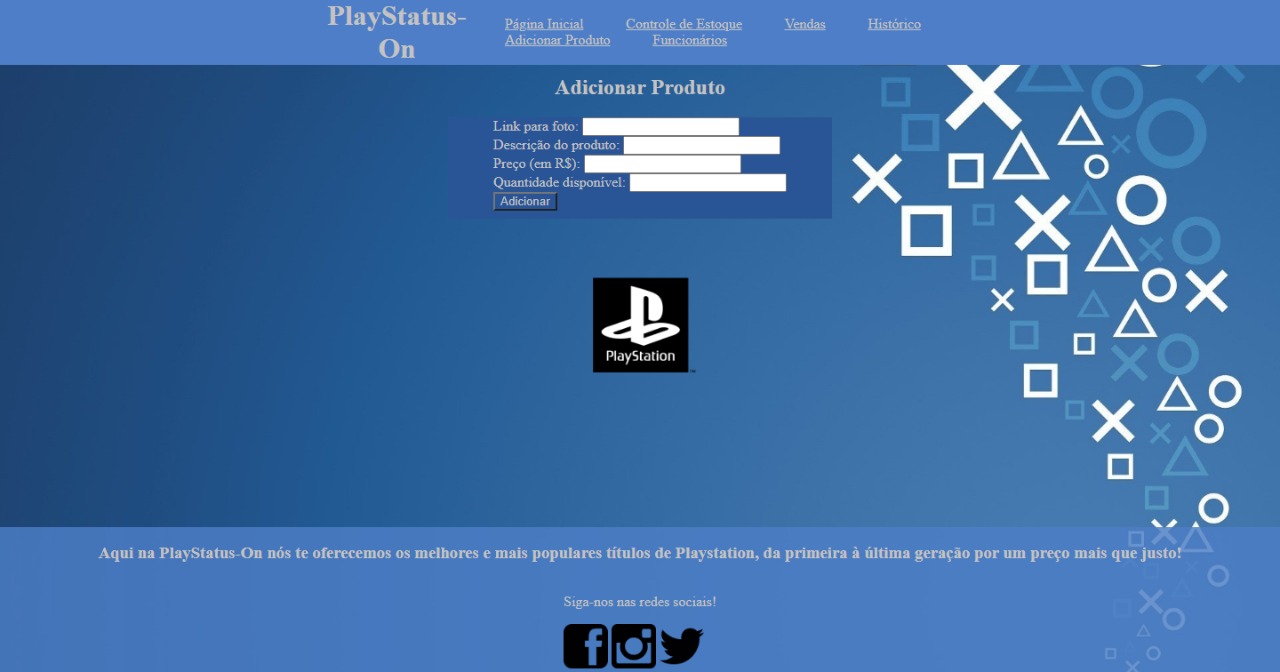 PlayStatus-
On
Página Inicial Controle de Estoque Vendas Histórico
Adicionar Produto Funcionários
Adicionar Produto
Link para foto:
Descrição do produto:
Preço (em R$):
Quantidade disponível:
Adicionar
PlayStation
Aqui na PlayStatus-On nós te oferecemos os melhores e mais populares títulos de Playstation, da primeira à última geração por um preço mais que justo!
Siga-nos nas redes sociais!